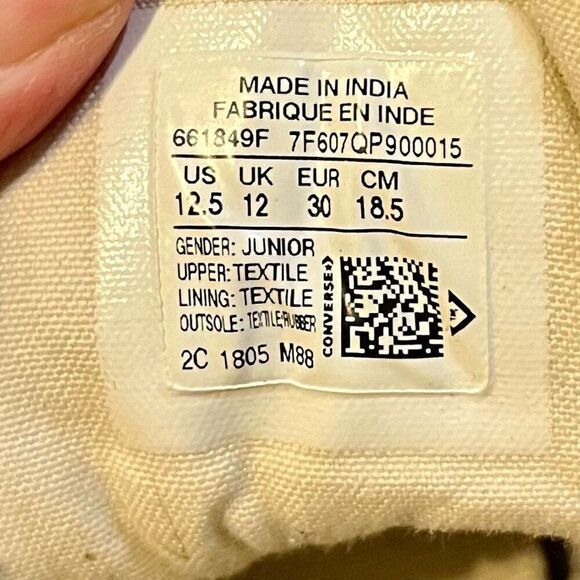 MADE IN INDIA
FABRIQUE EN INDE
661849F 7F607QP900015
US UK EUR CM
12.5 12 30 18.5
GENDER: JUNIOR
UPPER: TEXTILE
LINING: TEXTILE
OUTSOLE: TEXTILE/RUBBER
2C 1805 M88
CONVERSE
TM